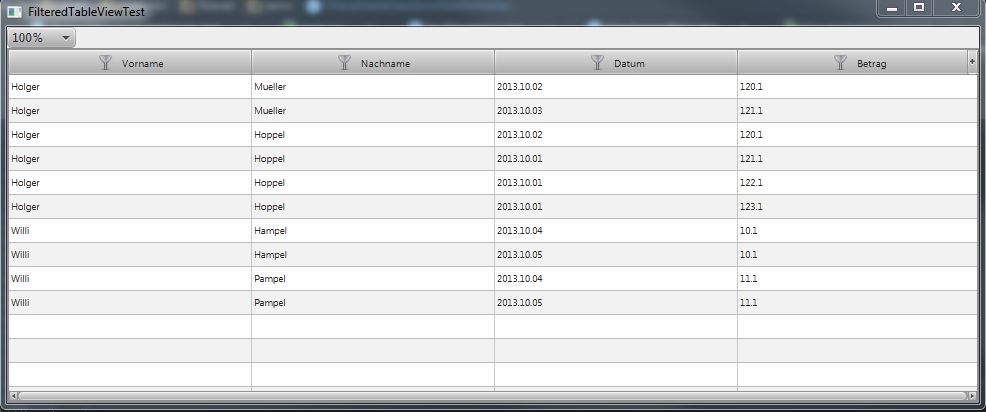 FilteredTableViewTest
100%
Vorname Nachname Datum Betrag +
Holger Mueller 2013.10.02 120.1
Holger Mueller 2013.10.03 121.1
Holger Hoppel 2013.10.02 120.1
Holger Hoppel 2013.10.01 121.1
Holger Hoppel 2013.10.01 122.1
Holger Hoppel 2013.10.01 123.1
Willi Hampel 2013.10.04 10.1
Willi Hampel 2013.10.05 10.1
Willi Pampel 2013.10.04 11.1
Willi Pampel 2013.10.05 11.1